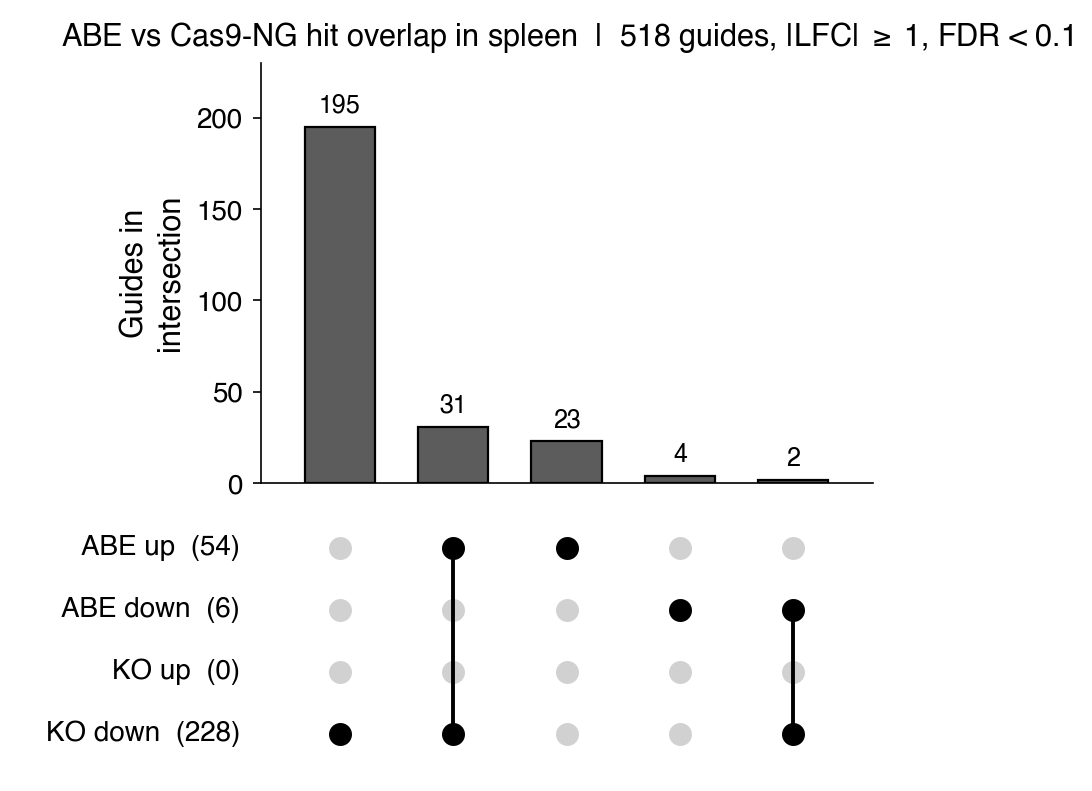 ABE vs Cas9-NG hit overlap in spleen | 518 guides, |LFC| ≥ 1, FDR < 0.1
Guides in
intersection
200
150
100
50
0
195
31
23
4
2
ABE up (54)
ABE down (6)
KO up (0)
KO down (228)